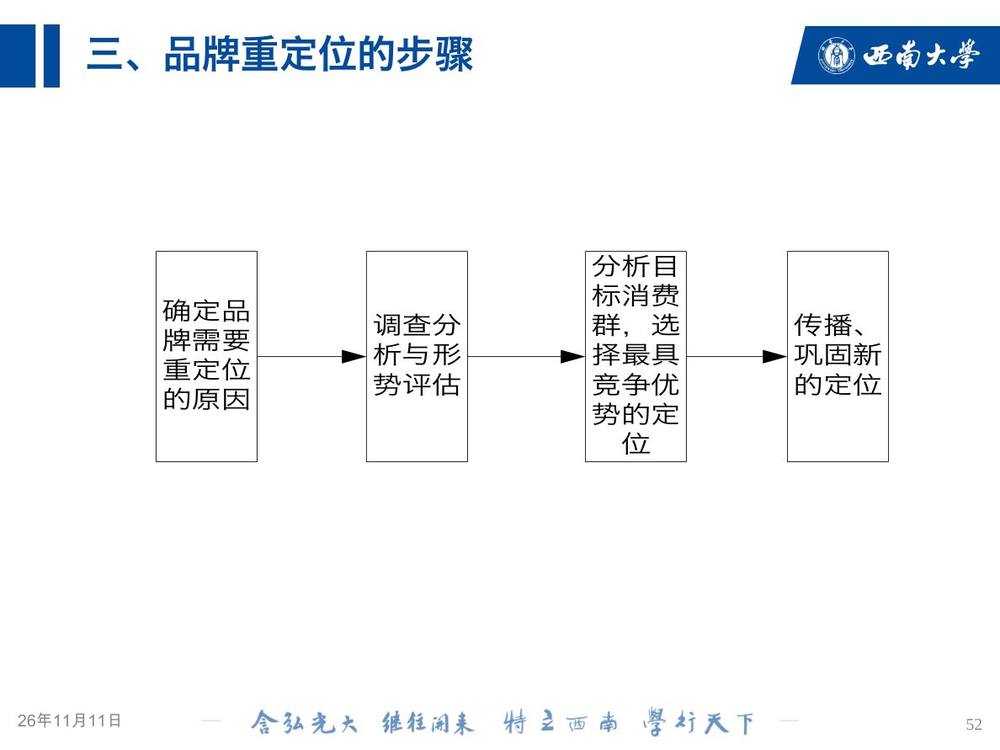 三、品牌重定位的步骤
西南大学
确定品
牌需要
重定位
的原因
调查分
析与形
势评估
分析目
标消费
群，选
择最具
竞争优
势的定
位
传播、
巩固新
的定位
26年11月11日
含弘光大 继往开来 特立西南 学行天下
52